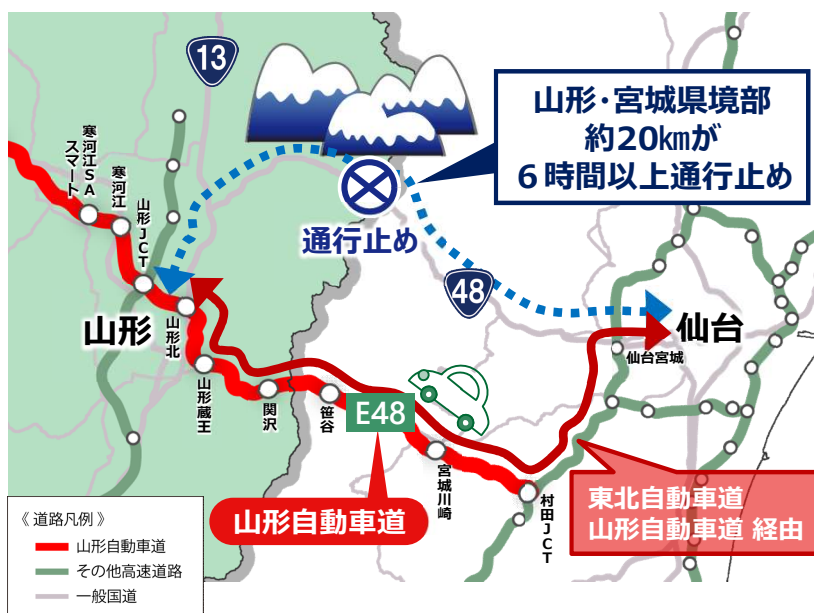 13
山形・宮城県境部
約20㎞が
６時間以上通行止め
寒河江SA
スマート
寒河江
山形JCT
通行止め
48
山形
山形北
仙台
仙台宮城
山形蔵王
関沢
笹谷
E48
宮城川崎
村田JCT
山形自動車道
東北自動車道
山形自動車道 経由
《 道路凡例 》
山形自動車道
その他高速道路
一般国道